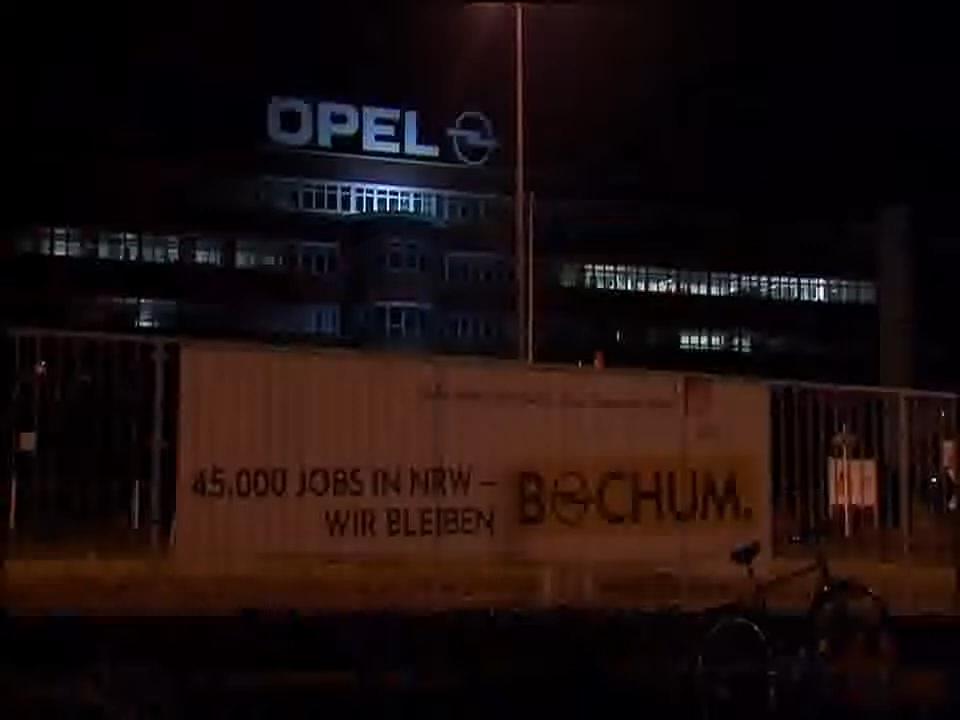 OPEL
45.000 JOBS IN NRW –
WIR BLEIBEN
BOCHUM.